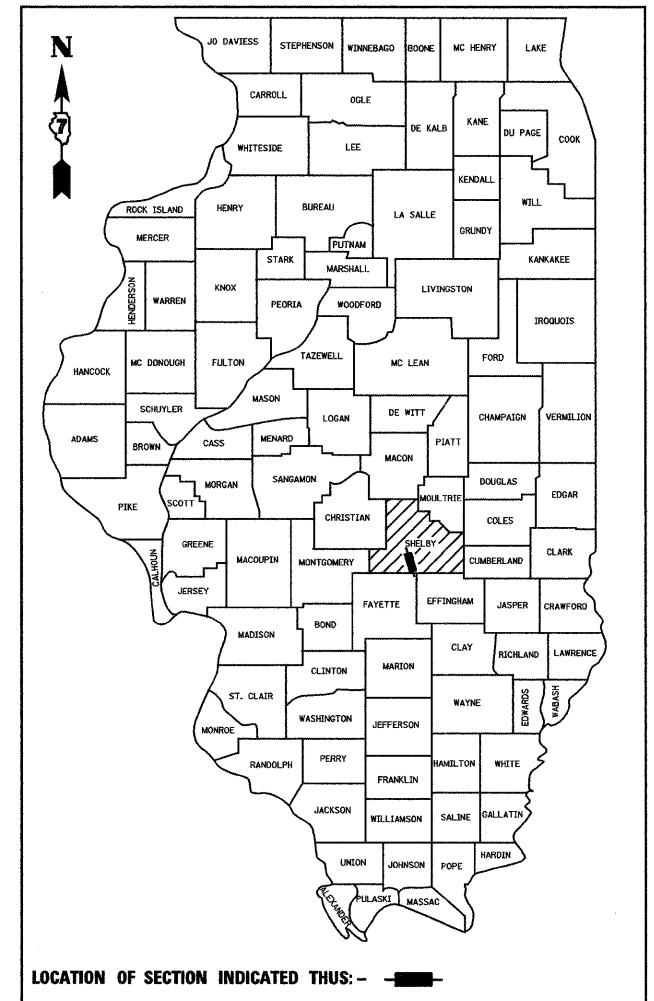 JO DAVIESS STEPHENSON WINNEBAGO BOONE MC HENRY LAKE
N
CARROLL OGLE
7
DE KALB KANE DU PAGE COOK
WHITESIDE LEE
KENDALL
ROCK ISLAND HENRY BUREAU LA SALLE WILL
MERCER PUTNAM GRUNDY
STARK MARSHALL KANKAKEE
HENDERSON WARREN KNOX PEORIA WOODFORD LIVINGSTON
IROQUOIS
HANCOCK MC DONOUGH FULTON TAZEWELL MC LEAN FORD
MASON
SCHUYLER LOGAN DE WITT CHAMPAIGN VERMILION
ADAMS BROWN CASS MENARD PIATT
MACON
MORGAN SANGAMON DOUGLAS
PIKE SCOTT CHRISTIAN MOULTRIE EDGAR
COLES
GREENE SHELBY
CALHOUN MACOUPIN MONTGOMERY CUMBERLAND CLARK
JERSEY
FAYETTE EFFINGHAM JASPER CRAWFORD
MADISON BOND
CLAY RICHLAND LAWRENCE
CLINTON MARION
ST. CLAIR WAYNE EDWARDS WABASH
MONROE WASHINGTON JEFFERSON
RANDOLPH PERRY HAMILTON WHITE
FRANKLIN
JACKSON WILLIAMSON SALINE GALLATIN
UNION JOHNSON POPE HARDIN
ALEXANDER PULASKI MASSAC
LOCATION OF SECTION INDICATED THUS: -